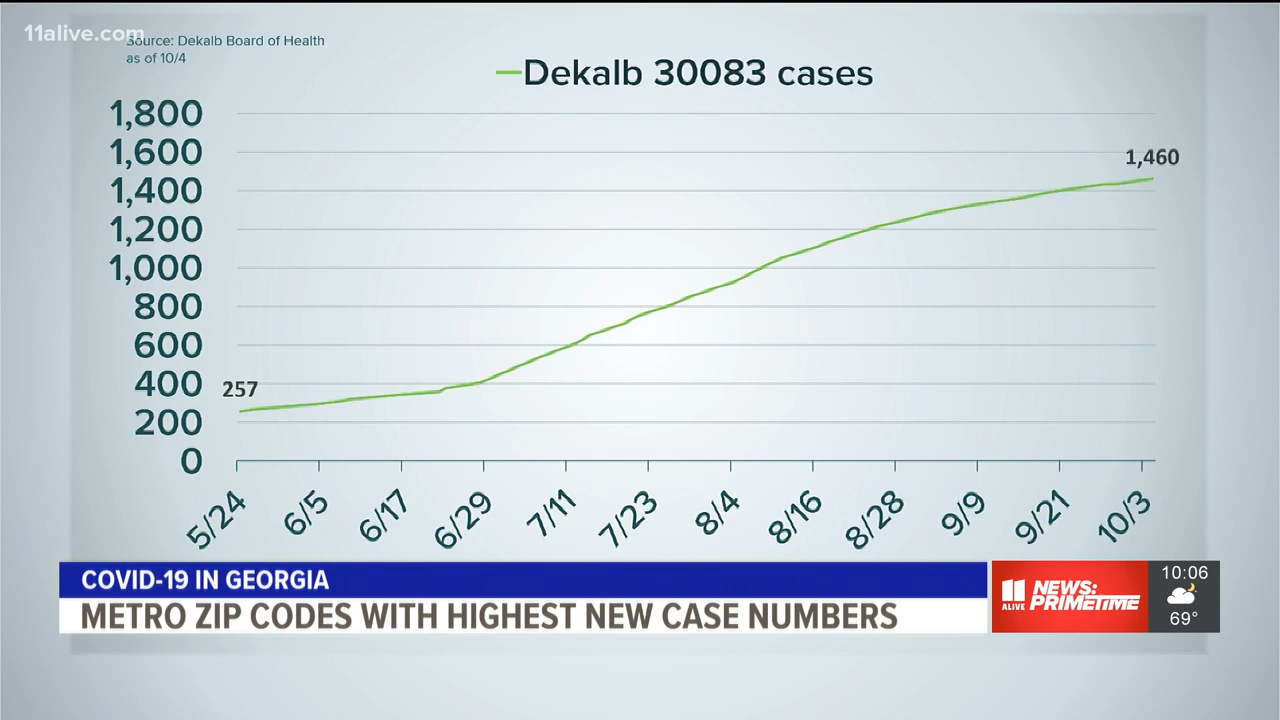 11alive.com
Source: Dekalb Board of Health
as of 10/4
Dekalb 30083 cases
1,800
1,600
1,400
1,200
1,000
800
600
400
200
0
257
1,460
5/24 6/5 6/17 6/29 7/11 7/23 8/4 8/16 8/28 9/9 9/21 10/3
COVID-19 IN GEORGIA
METRO ZIP CODES WITH HIGHEST NEW CASE NUMBERS
11 ALIVE
NEWS:
PRIMETIME
10:06
69°